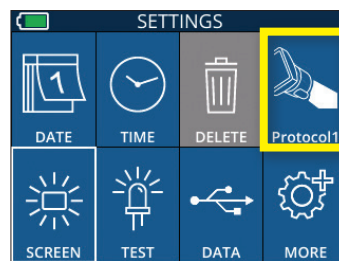 SETTINGS
1
DATE TIME DELETE Protocol1
SCREEN TEST DATA MORE